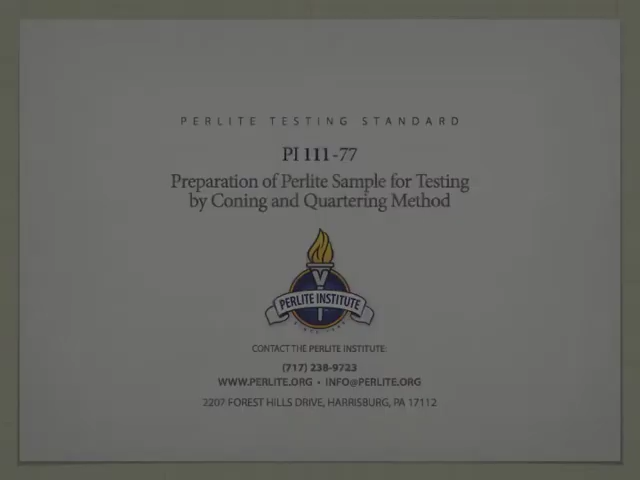 PERLITE TESTING STANDARD
PI 111-77
Preparation of Perlite Sample for Testing
by Coning and Quartering Method
PERLITE INSTITUTE
SINCE 1949
CONTACT THE PERLITE INSTITUTE:
(717) 238-9723
WWW.PERLITE.ORG • INFO@PERLITE.ORG
2207 FOREST HILLS DRIVE, HARRISBURG, PA 17112